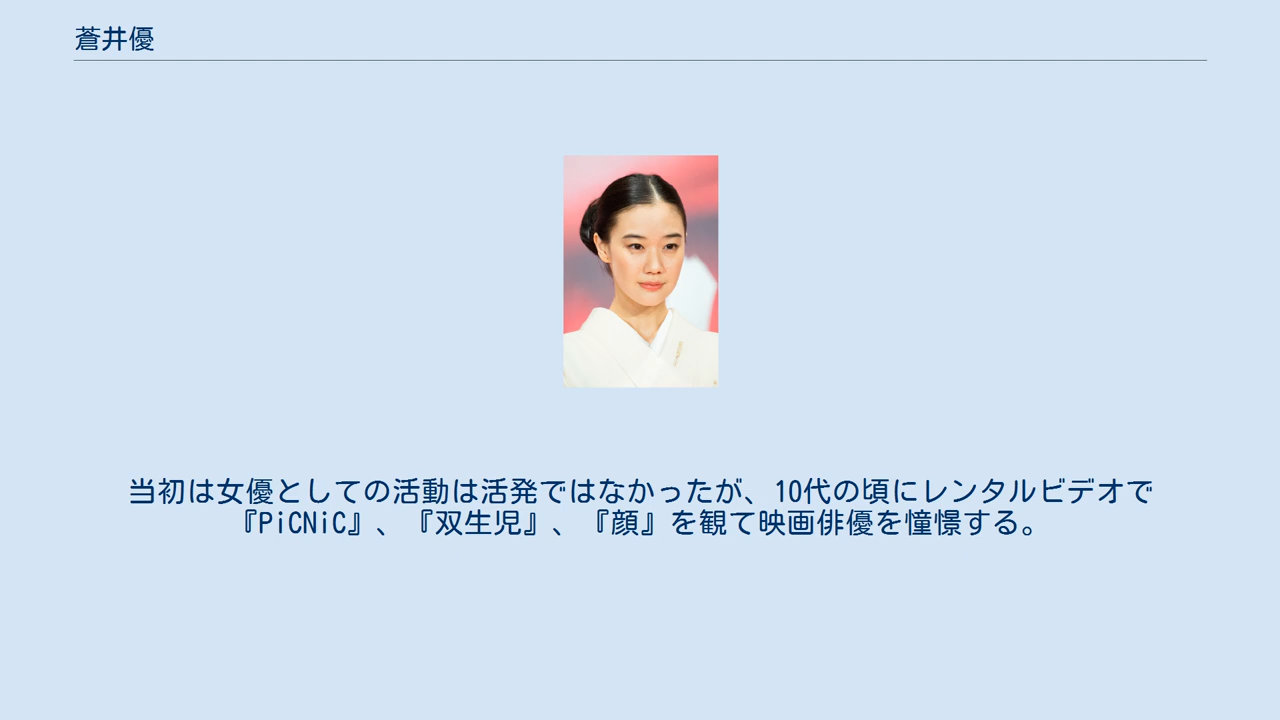 蒼井優
当初は女優としての活動は活発ではなかったが、10代の頃にレンタルビデオで
『PiCNiC』、『双生児』、『顔』を観て映画俳優を憧憬する。